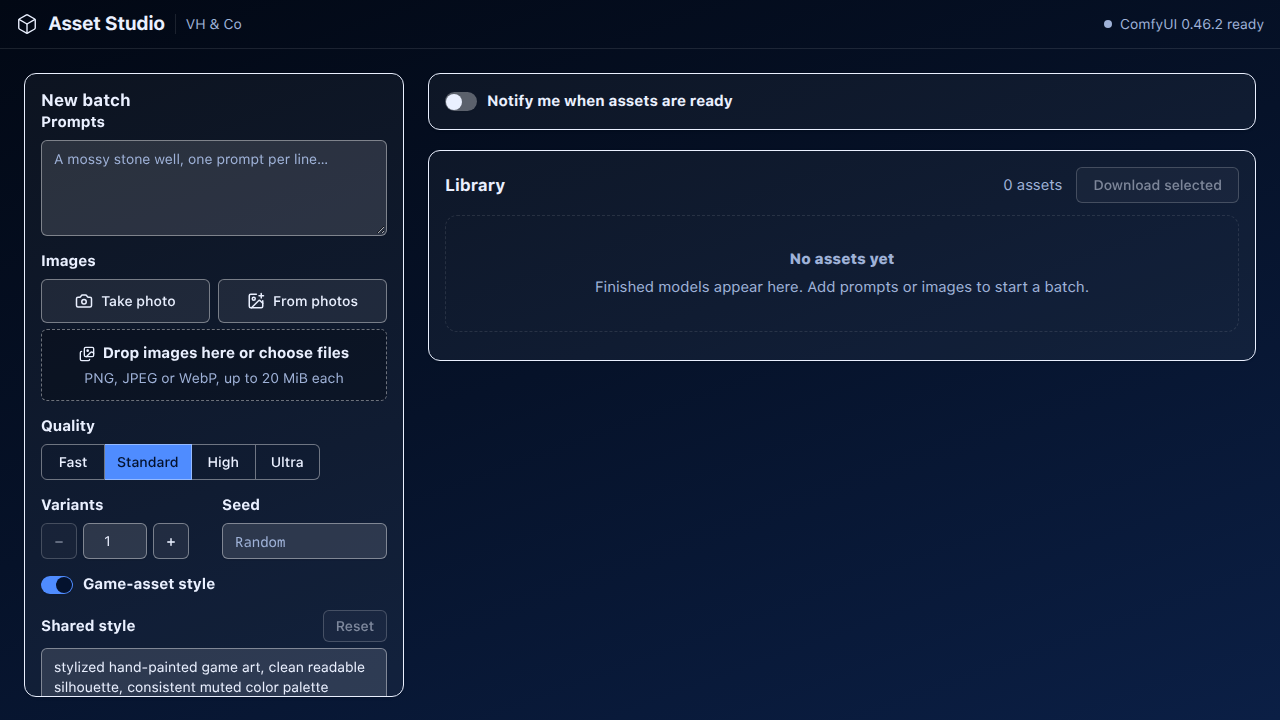 Asset Studio
VH & Co
ComfyUI 0.46.2 ready
New batch
Prompts
A mossy stone well, one prompt per line...
Images
Take photo
From photos
Drop images here or choose files
PNG, JPEG or WebP, up to 20 MiB each
Quality
Fast
Standard
High
Ultra
Variants
Seed
− 1 +
Random
Game-asset style
Shared style
Reset
stylized hand-painted game art, clean readable
silhouette, consistent muted color palette
Notify me when assets are ready
Library
0 assets
Download selected
No assets yet
Finished models appear here. Add prompts or images to start a batch.